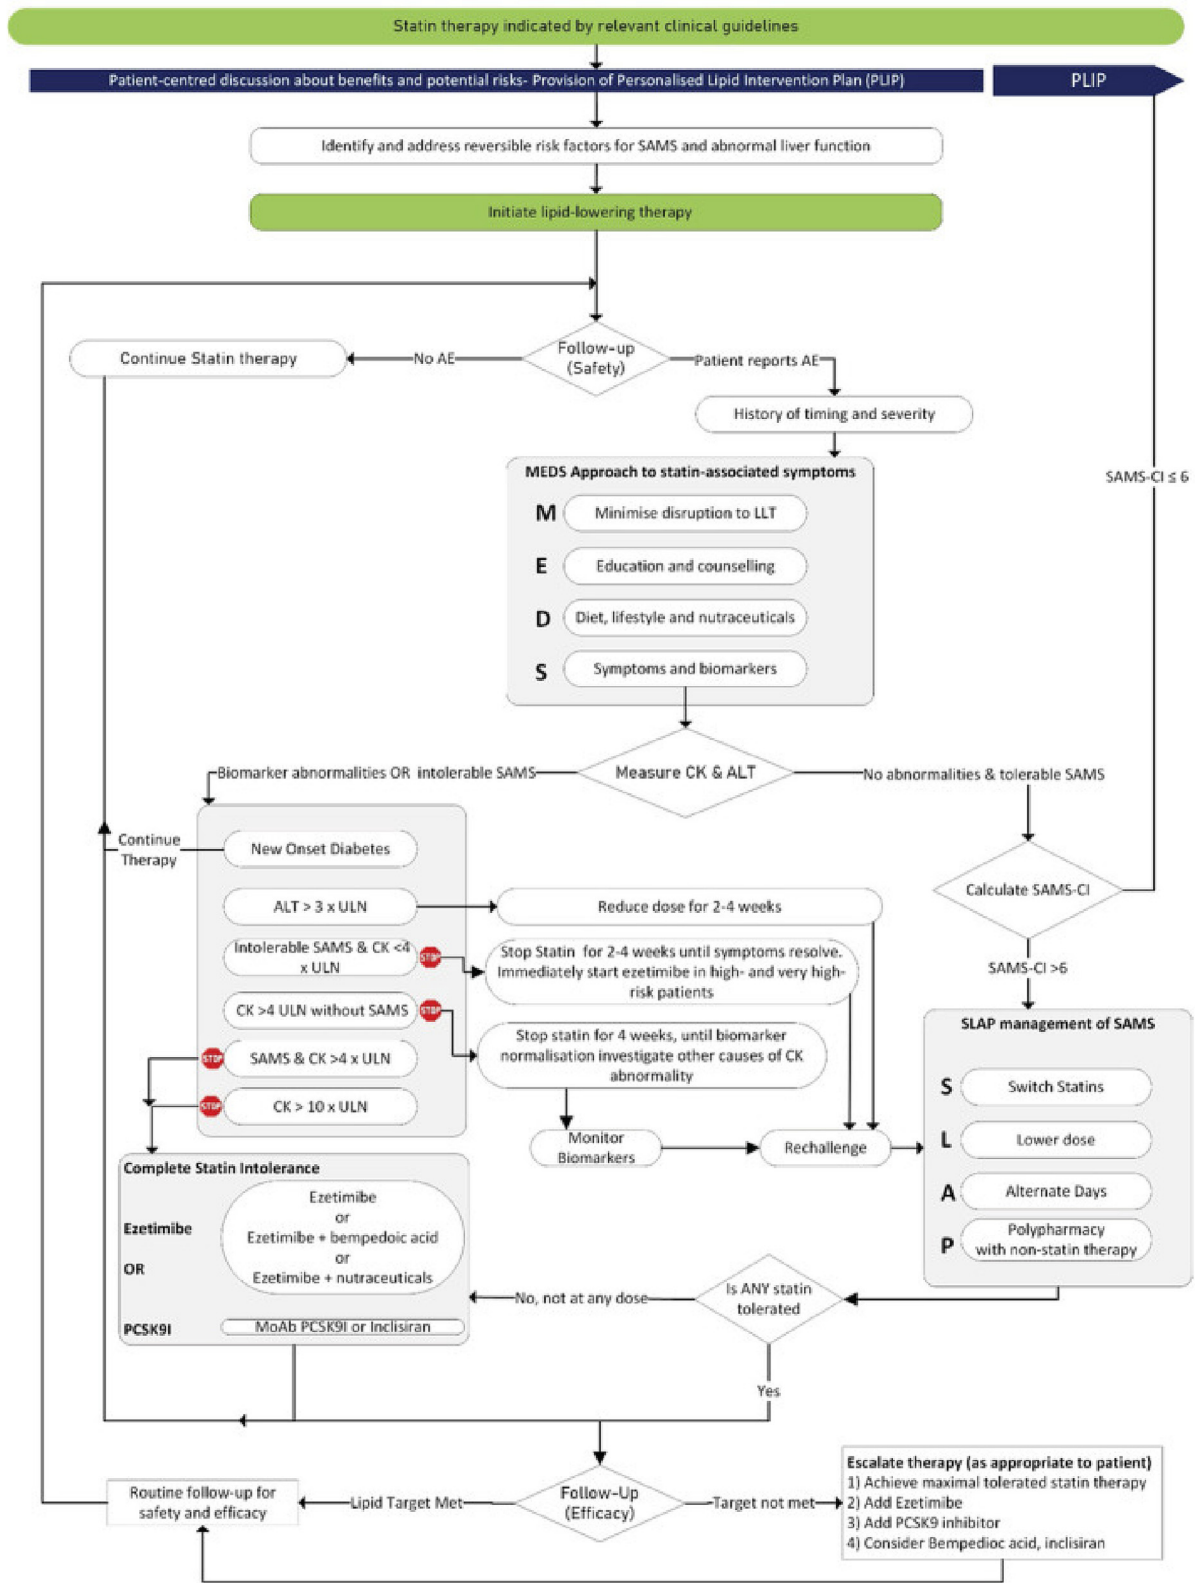 Statin therapy indicated by relevant clinical guidelines
Patient-centred discussion about benefits and potential risks- Provision of Personalised Lipid Intervention Plan (PLIP)
PLIP
Identify and address reversible risk factors for SAMS and abnormal liver function
Initiate lipid-lowering therapy
Follow-up
(Safety)
No AE
Continue Statin therapy
Patient reports AE
History of timing and severity
SAMS-CI ≤ 6
MEDS Approach to statin-associated symptoms
M Minimise disruption to LLT
E Education and counselling
D Diet, lifestyle and nutraceuticals
S Symptoms and biomarkers
Measure CK & ALT
Biomarker abnormalities OR intolerable SAMS
No abnormalities & tolerable SAMS
Continue
Therapy
New Onset Diabetes
Calculate SAMS-CI
ALT > 3 x ULN
Reduce dose for 2-4 weeks
Intolerable SAMS & CK <4
x ULN
STOP
Stop Statin for 2-4 weeks until symptoms resolve.
Immediately start ezetimibe in high- and very high-
risk patients
SAMS-CI >6
CK >4 ULN without SAMS
STOP
Stop statin for 4 weeks, until biomarker
normalisation investigate other causes of CK
abnormality
STOP
SAMS & CK >4 x ULN
STOP
CK > 10 x ULN
Monitor
Biomarkers
Rechallenge
SLAP management of SAMS
S Switch Statins
L Lower dose
A Alternate Days
P Polypharmacy
with non-statin therapy
Complete Statin Intolerance
Ezetimibe
OR
PCSK9I
Ezetimibe
or
Ezetimibe + bempedoic acid
or
Ezetimibe + nutraceuticals
MoAb PCSK9I or Inclisiran
Is ANY statin
tolerated
No, not at any dose
Yes
Follow-Up
(Efficacy)
Lipid Target Met
Routine follow-up for
safety and efficacy
Target not met
Escalate therapy (as appropriate to patient)
1) Achieve maximal tolerated statin therapy
2) Add Ezetimibe
3) Add PCSK9 inhibitor
4) Consider Bempedioc acid, inclisiran